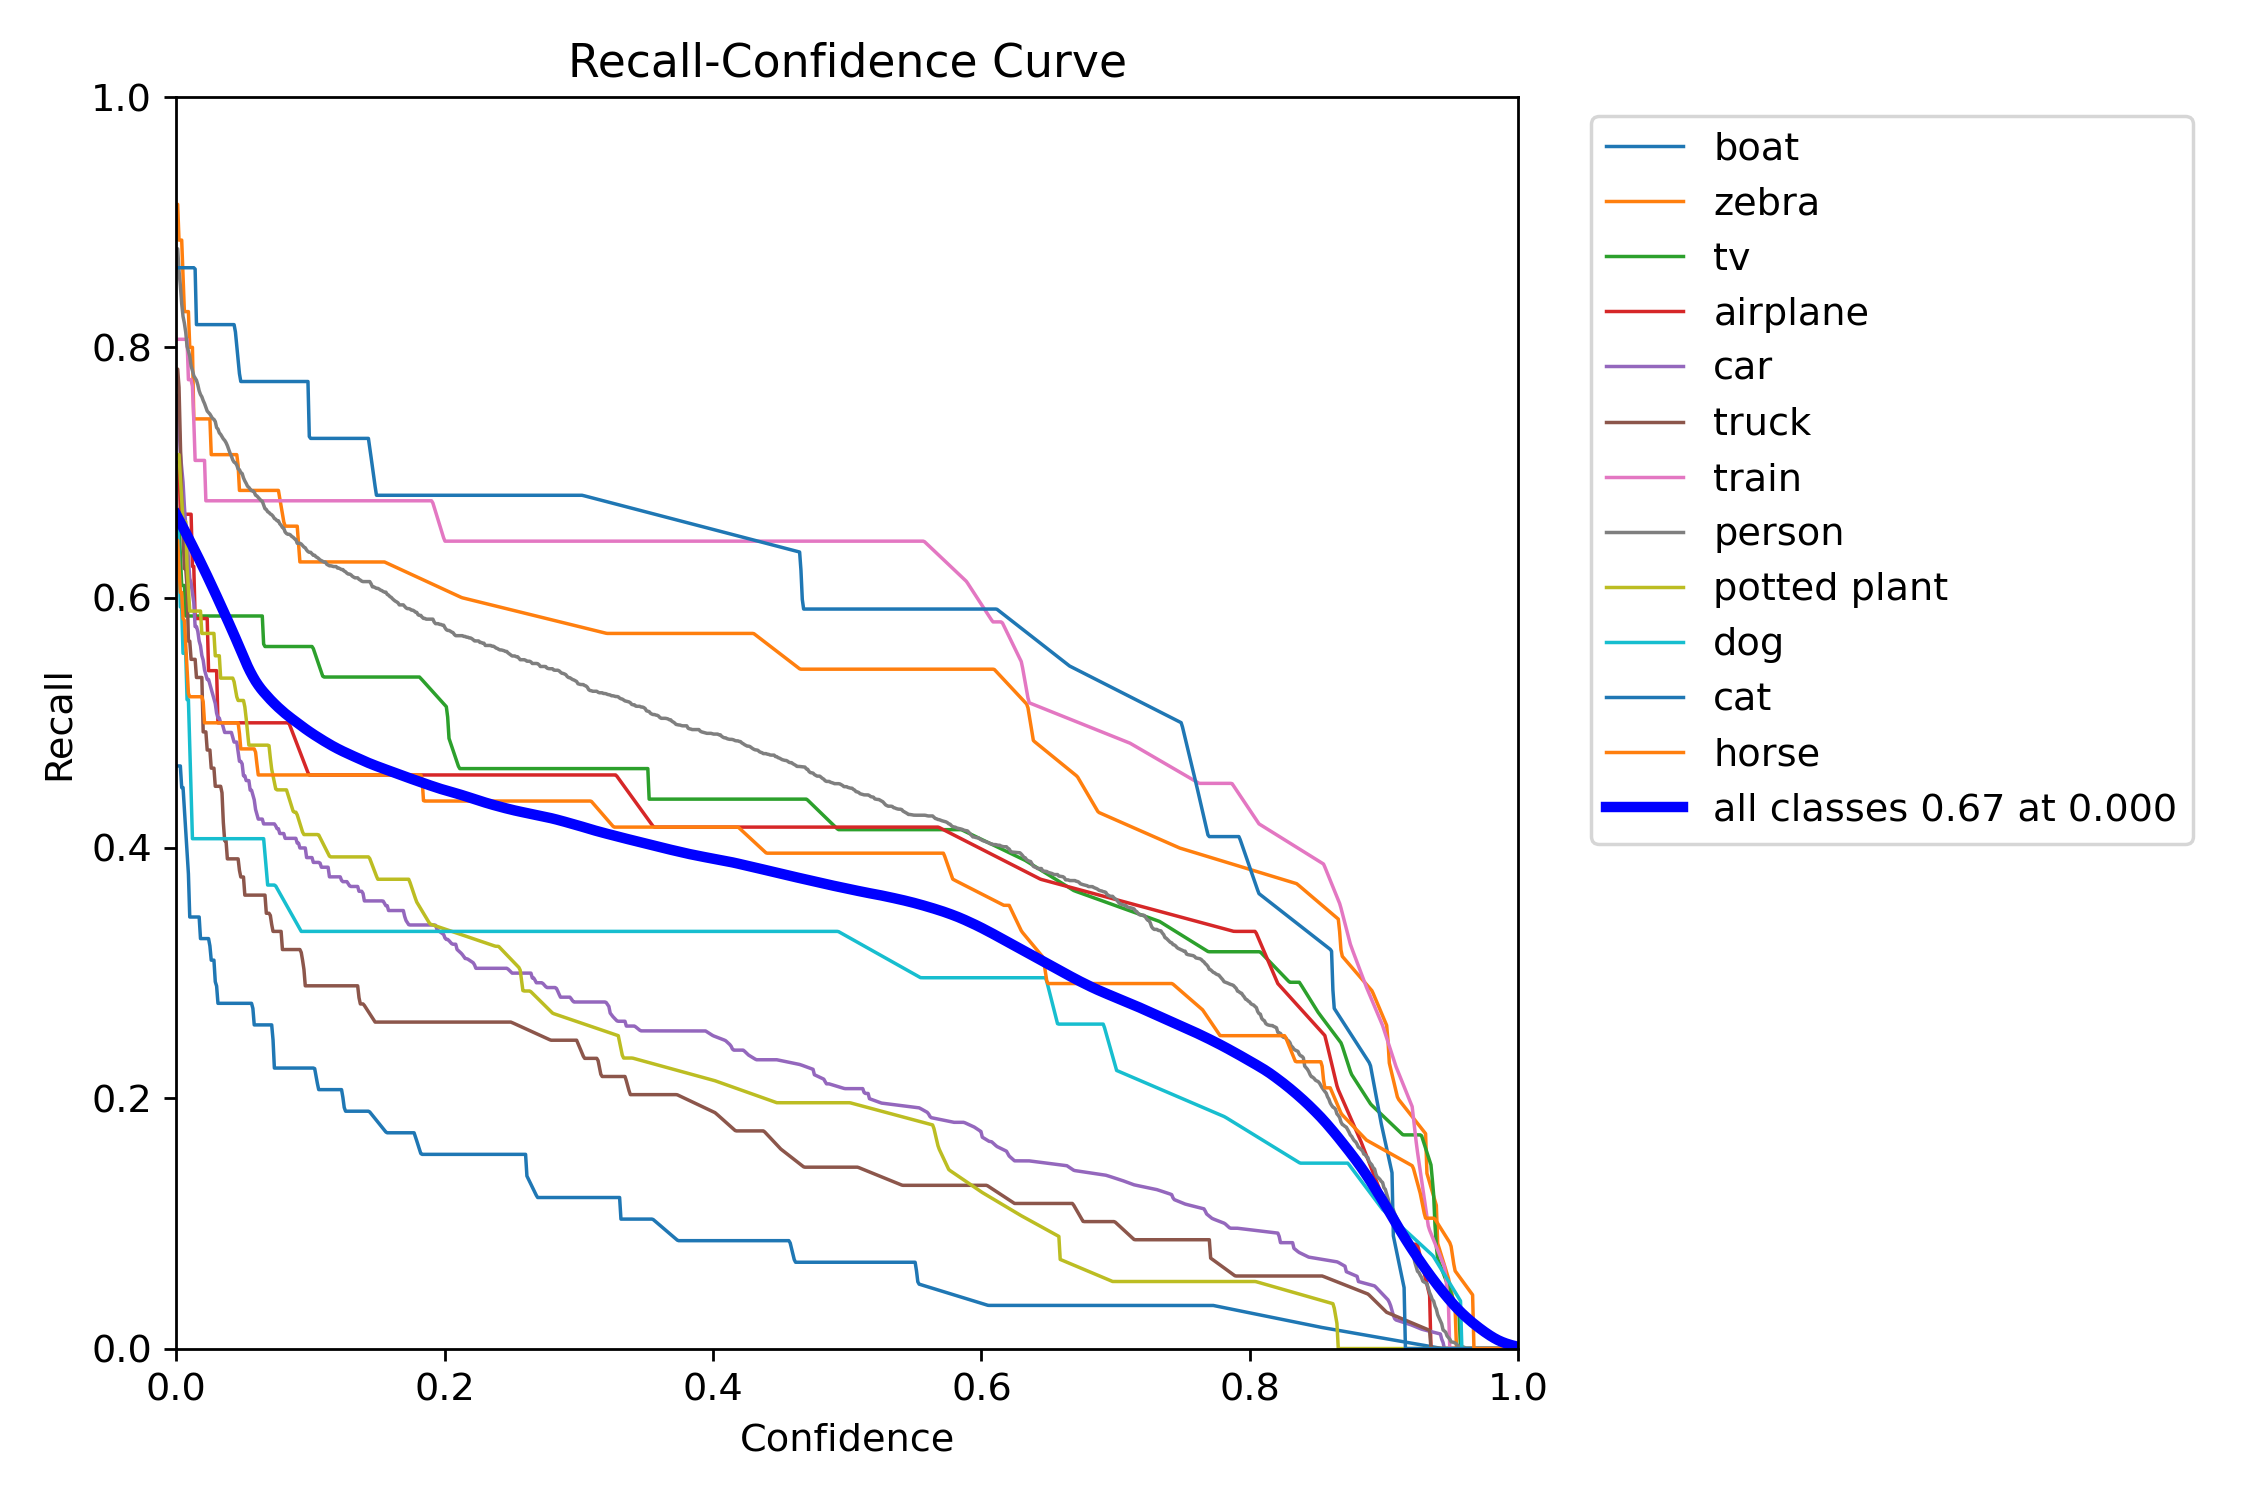 Recall-Confidence Curve
1.0
0.8
0.6
0.4
0.2
0.0
Recall
0.0 0.2 0.4 0.6 0.8 1.0
Confidence
boat
zebra
tv
airplane
car
truck
train
person
potted plant
dog
cat
horse
all classes 0.67 at 0.000